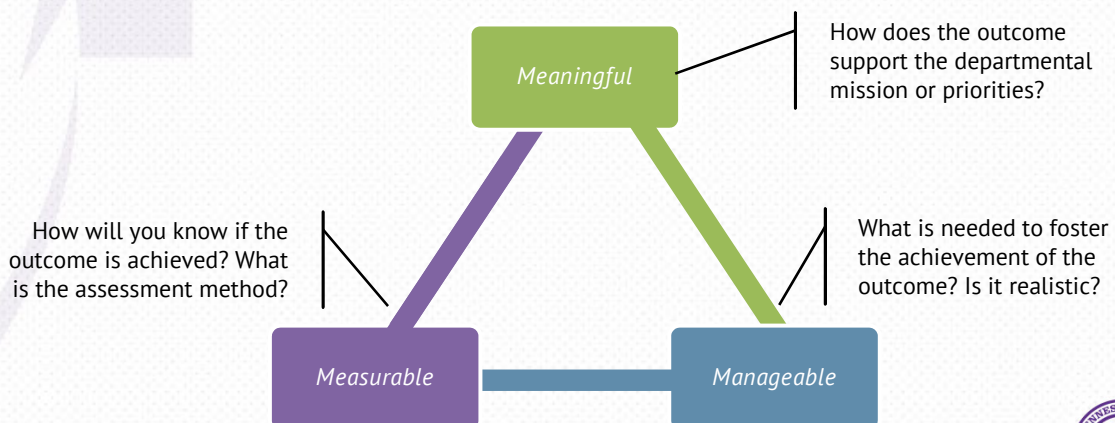 Meaningful
How does the outcome
support the departmental
mission or priorities?
How will you know if the
outcome is achieved? What
is the assessment method?
What is needed to foster
the achievement of the
outcome? Is it realistic?
Measurable
Manageable